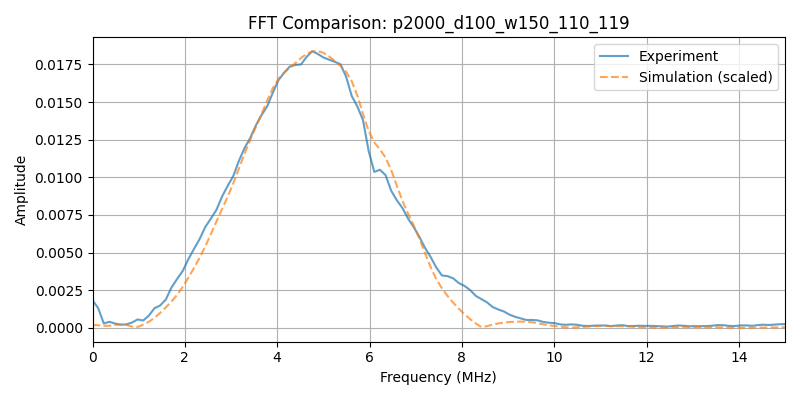 FFT Comparison: p2000_d100_w150_110_119
Experiment
Simulation (scaled)
Amplitude
0.0175
0.0150
0.0125
0.0100
0.0075
0.0050
0.0025
0.0000
0 2 4 6 8 10 12 14
Frequency (MHz)